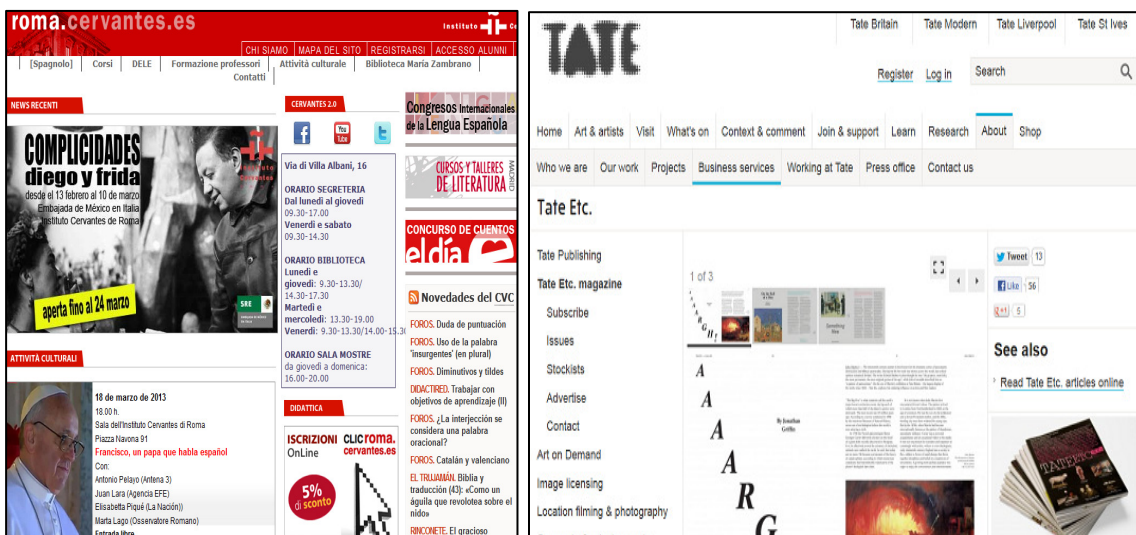 roma.cervantes.es
Instituto
CHI SIAMO MAPA DEL SITO REGISTRARSI ACCESSO ALUNNI
[Spagnolo] Corsi DELE Formazione professori Attività culturale Biblioteca Maria Zambrano
Contatti
NEWS RECENTI
COMPLICIDADES
diego y frida
desde el 13 febrero al 10 de marzo
Embajada de México en Italia
Instituto Cervantes de Roma
Instituto
Cervantes
aperta fino al 24 marzo
SRE
ATTIVITÀ CULTURALI
18 de marzo de 2013
18.00 h.
Sala dell'Instituto Cervantes di Roma
Piazza Navona 91
Francisco, un papa que habla español
Con:
Antonio Pelayo (Antena 3)
Juan Lara (Agencia EFE)
Elisabetta Piqué (La Nación))
Marta Lago (Osservatore Romano)
Entrada libre
CERVANTES 2.0
You
Tube
Via di Villa Albani, 16
ORARIO SEGRETERIA
Dal lunedì al giovedì
09.30-17.00
Venerdì e sabato
09.30-14.30
ORARIO BIBLIOTECA
Lunedì e
giovedì: 9.30-13.30/
14.30-17.30
Martedì e
mercoledì: 13.30-19.00
Venerdì: 9.30-13.30/14.00-15.30
ORARIO SALA MOSTRE
da giovedì a domenica:
16.00-20.00
DIDATTICA
ISCRIZIONI
OnLine
CLICroma.
cervantes.es
5%
di sconto
Congresos Internacionales
de la Lengua Española
CURSOS Y TALLERES
DE LITERATURA
MADRID
CONCURSO DE CUENTOS
eldía
Novedades del CVC
FOROS. Duda de puntuación
FOROS. Uso de la palabra
'insurgentes' (en plural)
FOROS. Diminutivos y tildes
DIDACTIRED. Trabajar con
objetivos de aprendizaje (II)
FOROS. ¿La interjección se
considera una palabra
oracional?
FOROS. Catalán y valenciano
EL TRUJAMÁN. Biblia y
traducción (43): «Como un
águila que revolotea sobre el
nido»
RINCONETE. El gracioso
TATE
Tate Britain Tate Modern Tate Liverpool Tate St Ives
Register Log in Search
Home Art & artists Visit What's on Context & comment Join & support Learn Research About Shop
Who we are Our work Projects Business services Working at Tate Press office Contact us
Tate Etc.
Tate Publishing
Tate Etc. magazine
Subscribe
Issues
Stockists
Advertise
Contact
Art on Demand
Image licensing
Location filming & photography
1 of 3
A
A
A
A
A
R
G
By Jonathan
Griffin
Tweet 13
Like 56
+1 5
See also
Read Tate Etc. articles online
TATE ETC